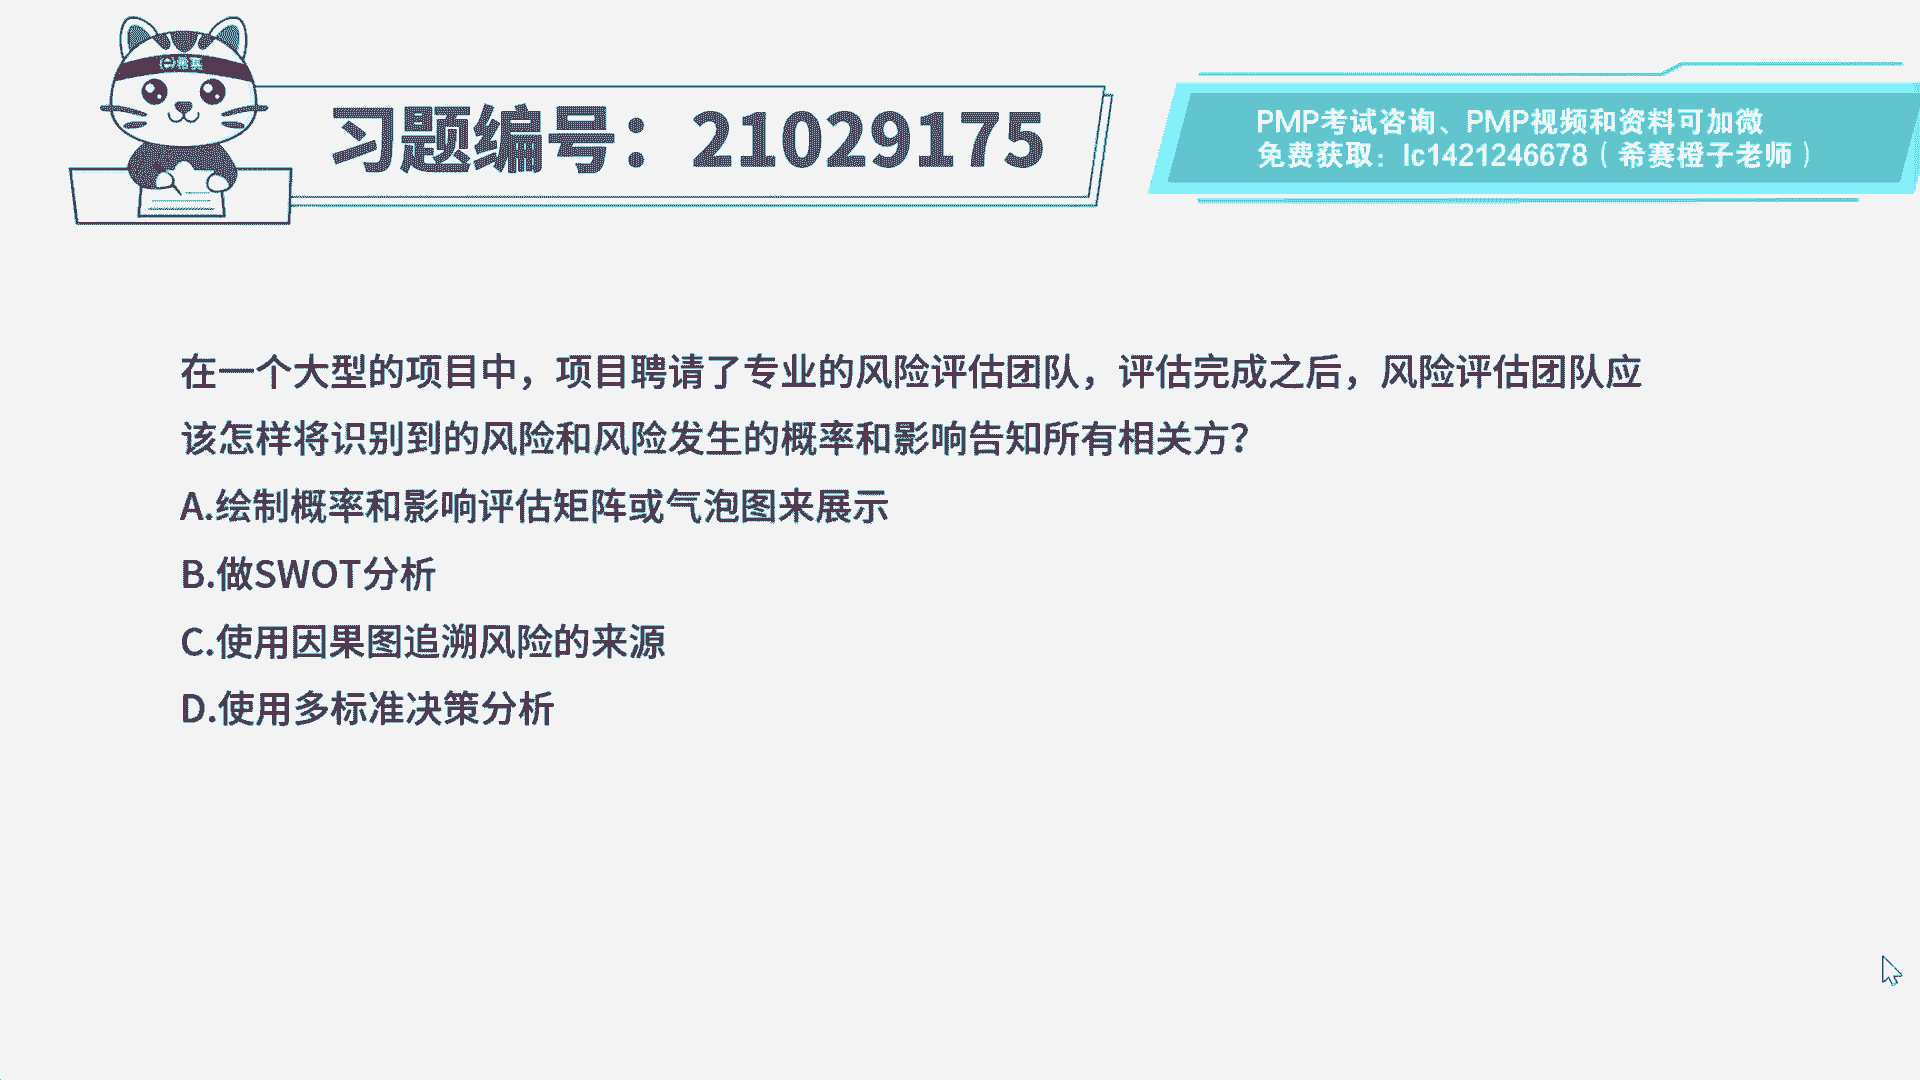 希赛
习题编号：21029175
PMP考试咨询、PMP视频和资料可加微
免费获取：lc1421246678（希赛橙子老师）
在一个大型的项目中，项目聘请了专业的风险评估团队，评估完成之后，风险评估团队应
该怎样将识别到的风险和风险发生的概率和影响告知所有相关方？
A.绘制概率和影响评估矩阵或气泡图来展示
B.做SWOT分析
C.使用因果图追溯风险的来源
D.使用多标准决策分析